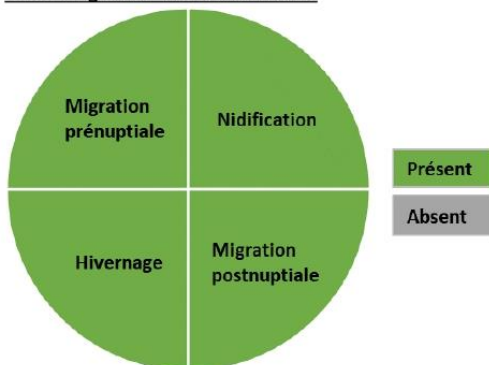 Migration
prénuptiale
Nidification
Présent
Absent
Hivernage
Migration
postnuptiale